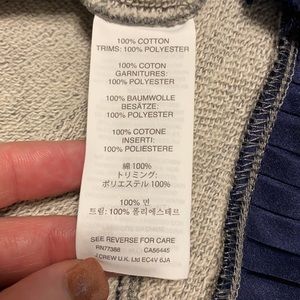 100% COTTON
TRIMS: 100% POLYESTER
100% COTON
GARNITURES:
100% POLYESTER
100% BAUMWOLLE
BESÄTZE:
100% POLYESTER
100% COTONE
INSERTI:
100% POLIESTERE
綿 100%
トリミング:
ポリエステル 100%
100% 면
트림: 100% 폴리에스테르
SEE REVERSE FOR CARE
RN77388 CA56445
J.CREW U.K. Ltd EC4V 6JA